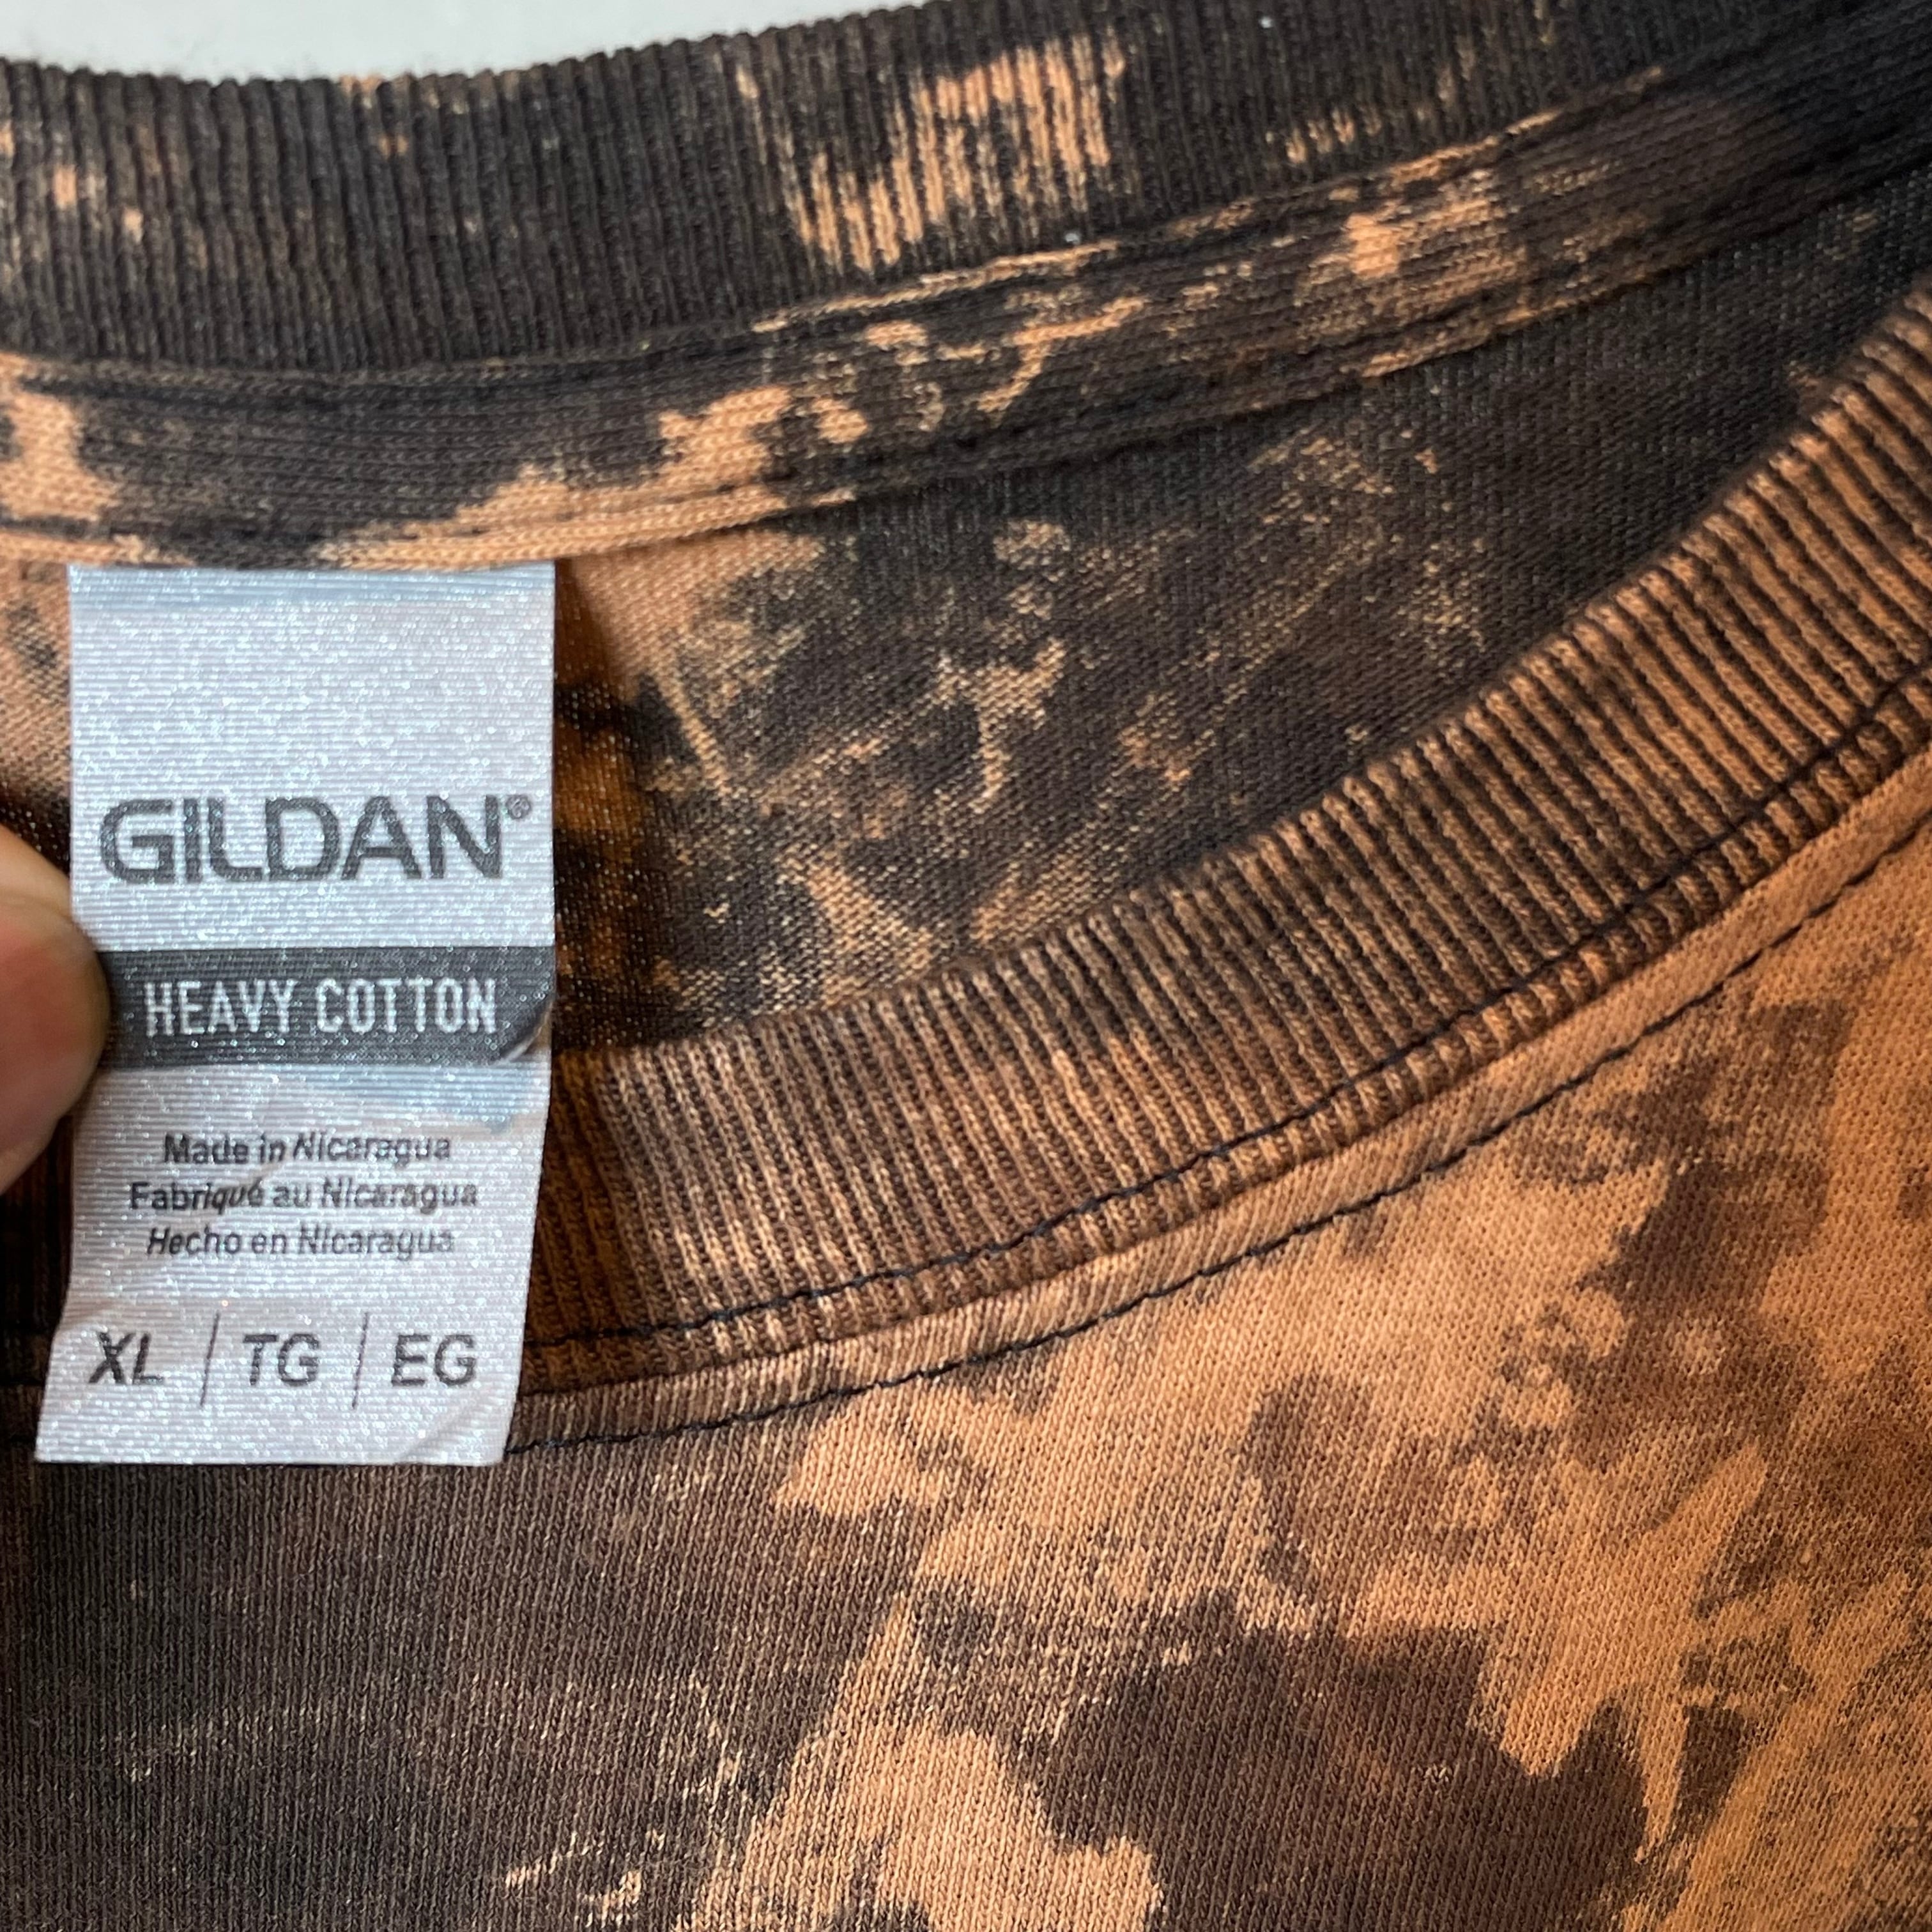 GILDAN®
HEAVY COTTON
Made in Nicaragua
Fabriqué au Nicaragua
Hecho en Nicaragua
XL | TG | EG